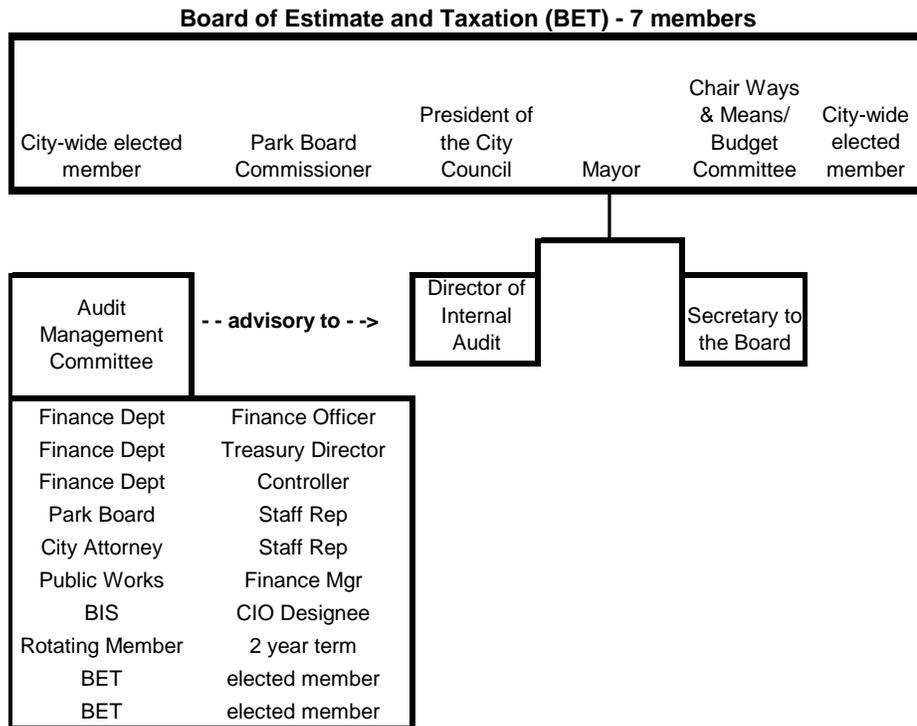 Board of Estimate and Taxation (BET) - 7 members
City-wide elected
member
Park Board
Commissioner
President of
the City
Council
Mayor
Chair Ways
& Means/
Budget
Committee
City-wide
elected
member
Audit
Management
Committee
- - advisory to - ->
Director of
Internal
Audit
Secretary to
the Board
Finance Dept Finance Officer
Finance Dept Treasury Director
Finance Dept Controller
Park Board Staff Rep
City Attorney Staff Rep
Public Works Finance Mgr
BIS CIO Designee
Rotating Member 2 year term
BET elected member
BET elected member